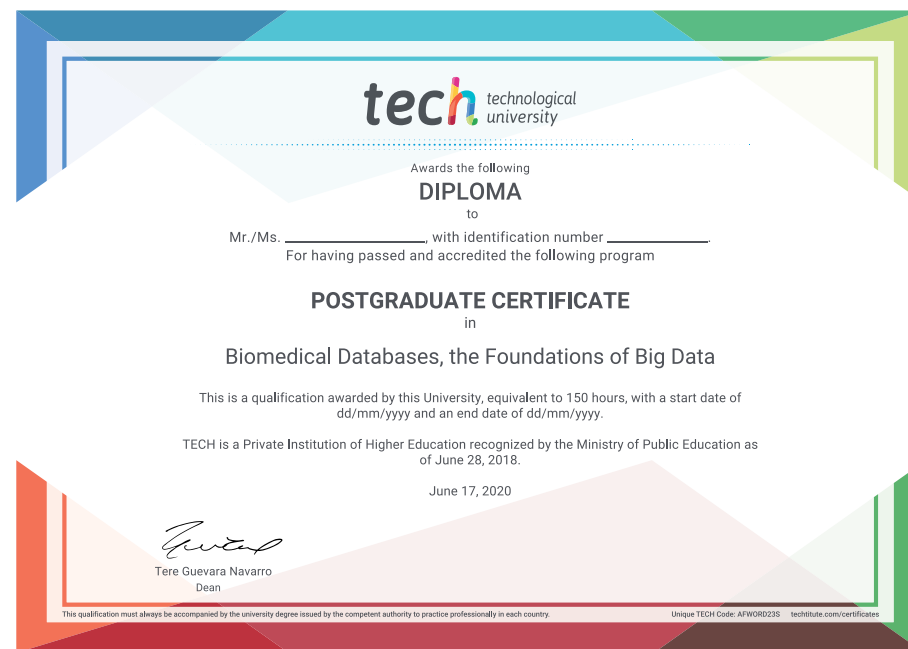 tech technological
university
Awards the following
DIPLOMA
to
Mr./Ms. ____________________, with identification number ______________.
For having passed and accredited the following program
POSTGRADUATE CERTIFICATE
in
Biomedical Databases, the Foundations of Big Data
This is a qualification awarded by this University, equivalent to 150 hours, with a start date of
dd/mm/yyyy and an end date of dd/mm/yyyy.
TECH is a Private Institution of Higher Education recognized by the Ministry of Public Education as
of June 28, 2018.
June 17, 2020
Tere Guevara Navarro
Dean
This qualification must always be accompanied by the university degree issued by the competent authority to practice professionally in each country.
Unique TECH Code: AFWORD23S techtitute.com/certificates